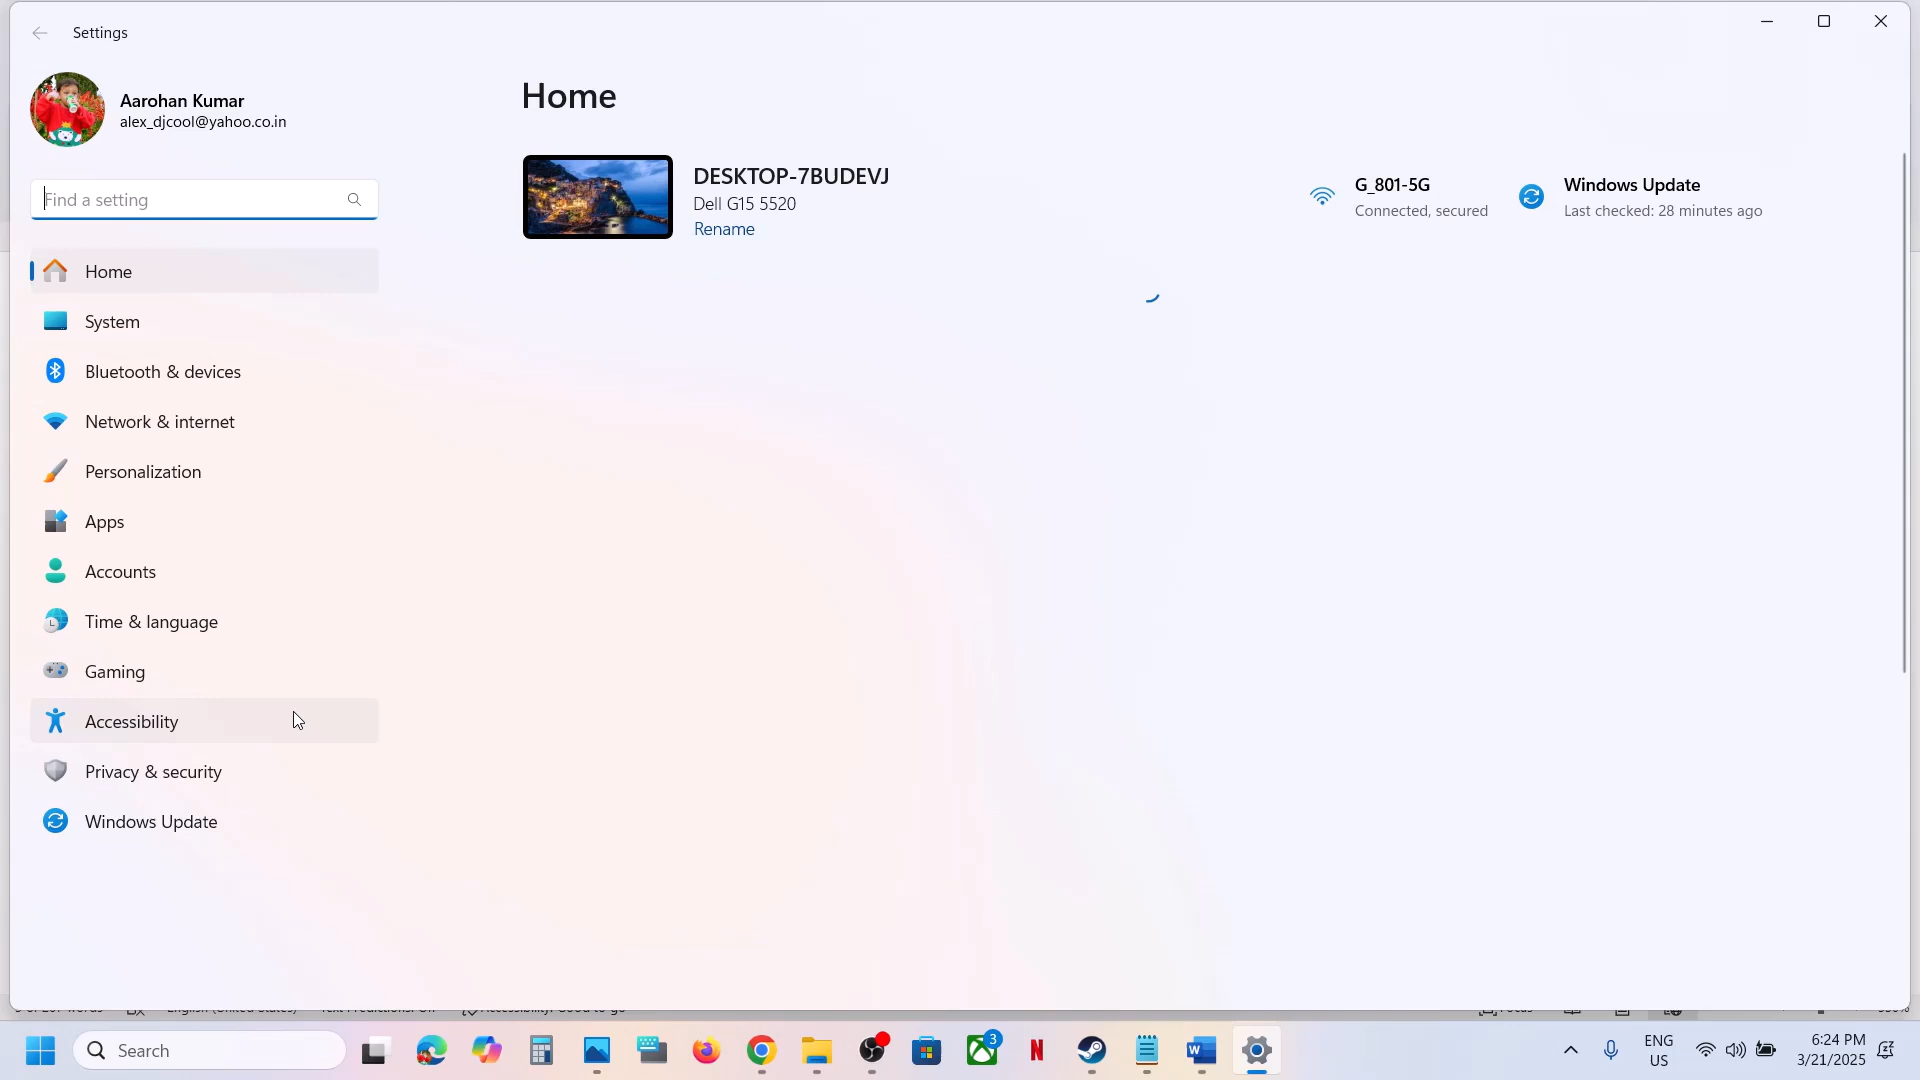 Settings
Aarohan Kumar
alex_djcool@yahoo.co.in
Find a setting
Home
System
Bluetooth & devices
Network & internet
Personalization
Apps
Accounts
Time & language
Gaming
Accessibility
Privacy & security
Windows Update
Home
DESKTOP-7BUDEVJ
Dell G15 5520
Rename
G_801-5G
Connected, secured
Windows Update
Last checked: 28 minutes ago
Search
3
ENG
US
6:24 PM
3/21/2025